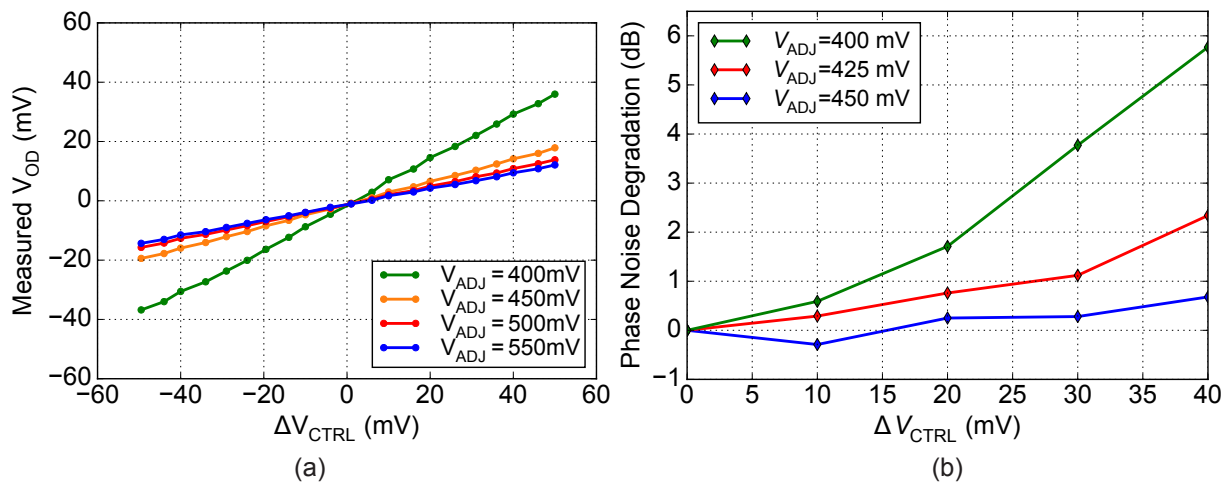 Measured V_OD (mV)
60
40
20
0
−20
−40
−60
−60
−40
−20
0
20
40
60
ΔV_CTRL (mV)
V_ADJ = 400mV
V_ADJ = 450mV
V_ADJ = 500mV
V_ADJ = 550mV
(a)
Phase Noise Degradation (dB)
6
5
4
3
2
1
0
−1
0
5
10
15
20
25
30
35
40
Δ V_CTRL (mV)
V_ADJ=400 mV
V_ADJ=425 mV
V_ADJ=450 mV
(b)